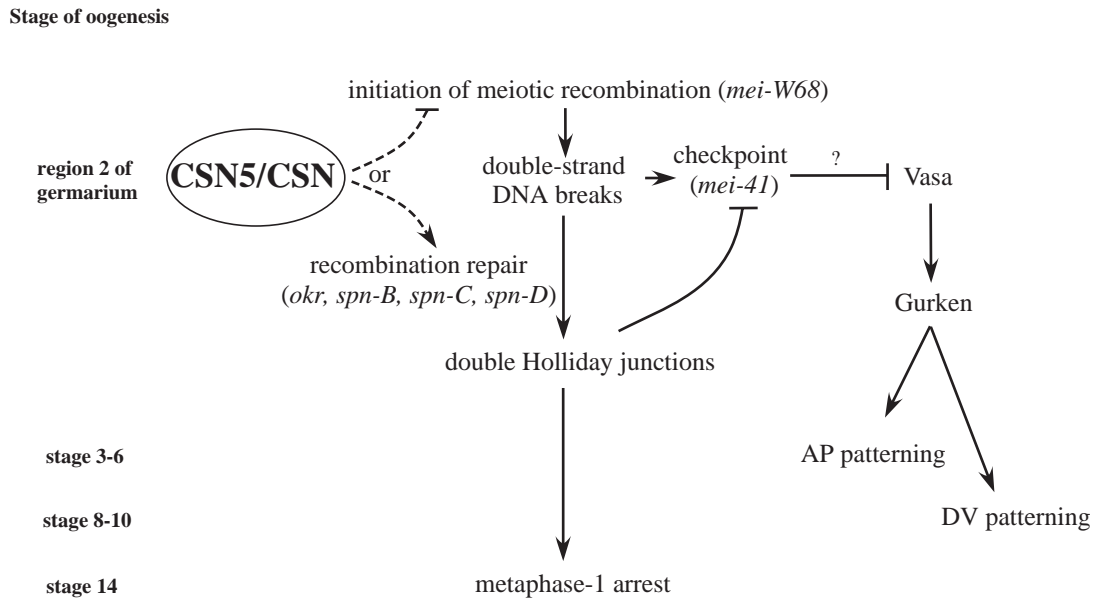 Stage of oogenesis
initiation of meiotic recombination (mei-W68)
region 2 of
germarium
CSN5/CSN
or
double-strand
DNA breaks
checkpoint
(mei-41)
?
Vasa
recombination repair
(okr, spn-B, spn-C, spn-D)
Gurken
double Holliday junctions
stage 3-6
AP patterning
stage 8-10
DV patterning
stage 14
metaphase-1 arrest